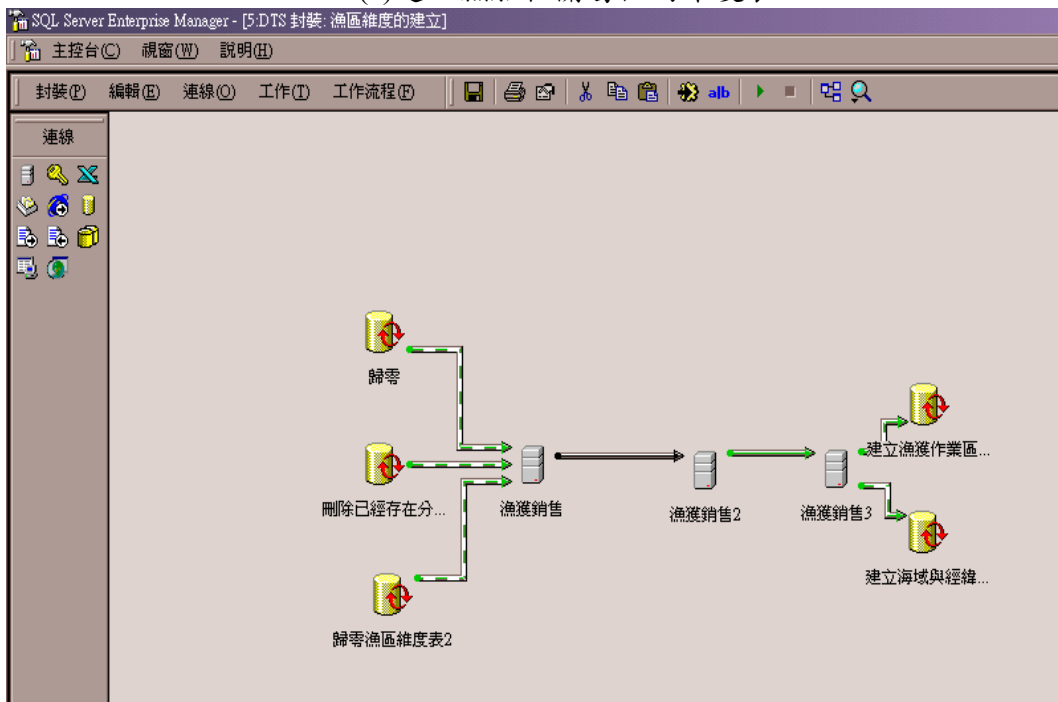 SQL Server Enterprise Manager - [5:DTS 封裝: 漁區維度的建立]
主控台(C) 視窗(W) 說明(H)
封裝(P) 編輯(E) 連線(O) 工作(T) 工作流程(F) alb
連線
歸零
建立漁獲作業區...
刪除已經存在分...
漁獲銷售
漁獲銷售2
漁獲銷售3
建立海域與經緯...
歸零漁區維度表2